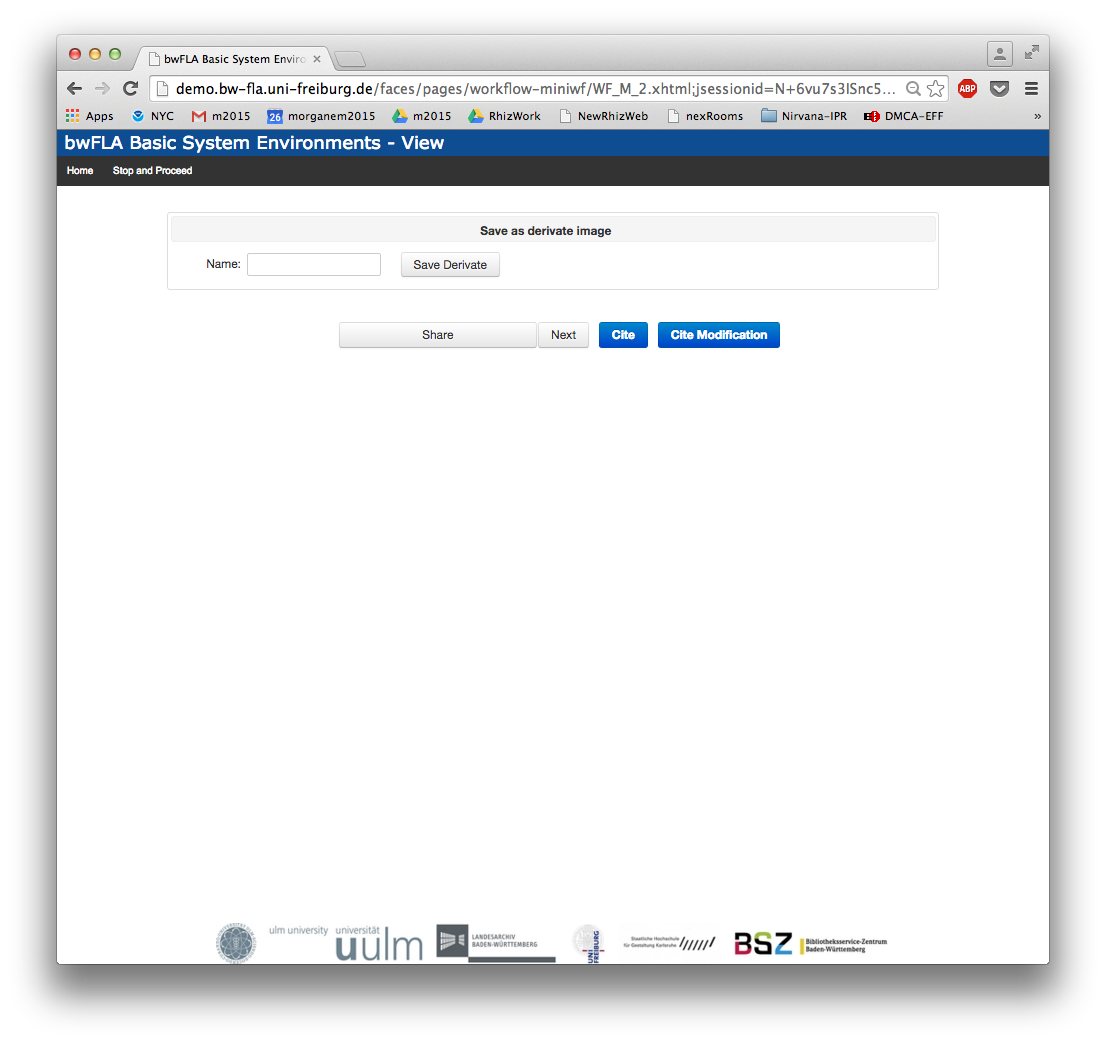 bwFLA Basic System Enviro
demo.bw-fla.uni-freiburg.de/faces/pages/workflow-miniwf/WF_M_2.xhtml;jsessionid=N+6vu7s3ISnc5...
ABP
Apps NYC m2015 26 morganem2015 m2015 RhizWork NewRhizWeb nexRooms Nirvana-IPR DMCA-EFF »
bwFLA Basic System Environments - View
Home Stop and Proceed
Save as derivate image
Name: Save Derivate
Share Next Cite Cite Modification
ulm university universität
uulm
LANDESARCHIV
BADEN-WÜRTTEMBERG
UNI
FREIBURG
Staatliche Hochschule
für Gestaltung Karlsruhe
BSZ
Bibliotheksservice-Zentrum
Baden-Württemberg